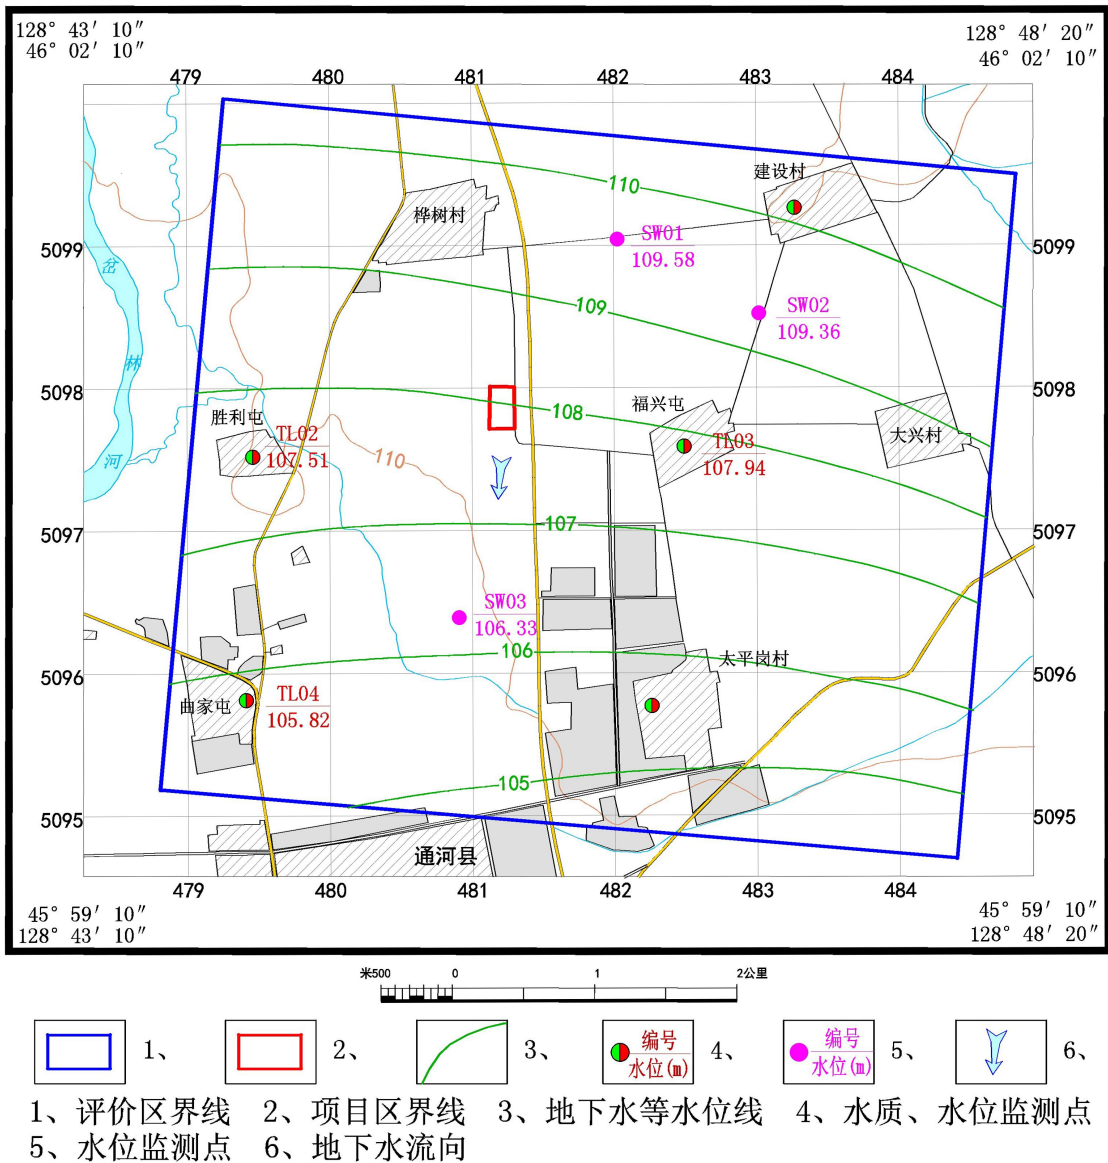 128° 43′ 10″
46° 02′ 10″
128° 48′ 20″
46° 02′ 10″
479 480 481 482 483 484
110
建设村
桦树村
SW01
109.58
5099
5099
岔
林
河
109
SW02
109.36
5098
5098
108
福兴屯
胜利屯
大兴村
TL02
107.51
110
TL03
107.94
5097
5097
107
SW03
106.33
106
太平岗村
5096
5096
曲家屯
TL04
105.82
105
5095
5095
通河县
479 480 481 482 483 484
45° 59′ 10″
128° 43′ 10″
45° 59′ 10″
128° 48′ 20″
米500 0 1 2公里
1、 2、 3、 编号 4、 编号 5、 6、
水位(m) 水位(m)
1、评价区界线 2、项目区界线 3、地下水等水位线 4、水质、水位监测点
5、水位监测点 6、地下水流向